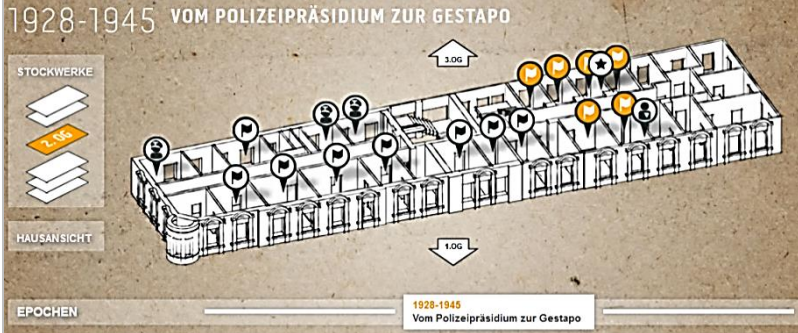 1928-1945 VOM POLIZEIPRÄSIDIUM ZUR GESTAPO
3.OG
STOCKWERKE
2. OG
HAUSANSICHT
1.OG
EPOCHEN
1928-1945
Vom Polizeipräsidium zur Gestapo